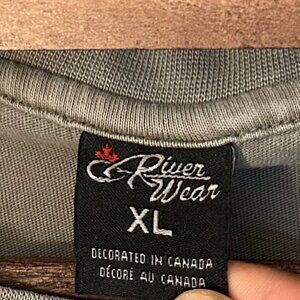 River
Wear
XL
DECORATED IN CANADA
DÉCORÉ AU CANADA